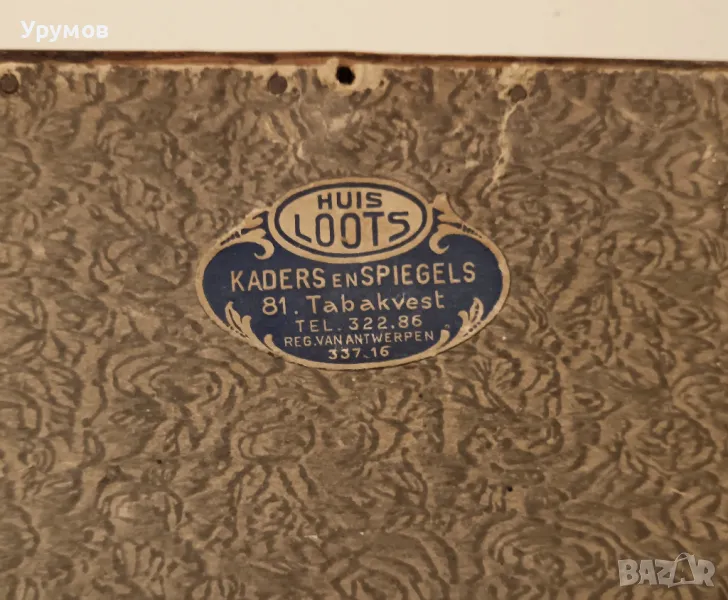 Урумов
HUIS
LOOTS
KADERS EN SPIEGELS
81. Tabakvest
TEL. 322.86
REG. VAN ANTWERPEN
337.16
BAZAR